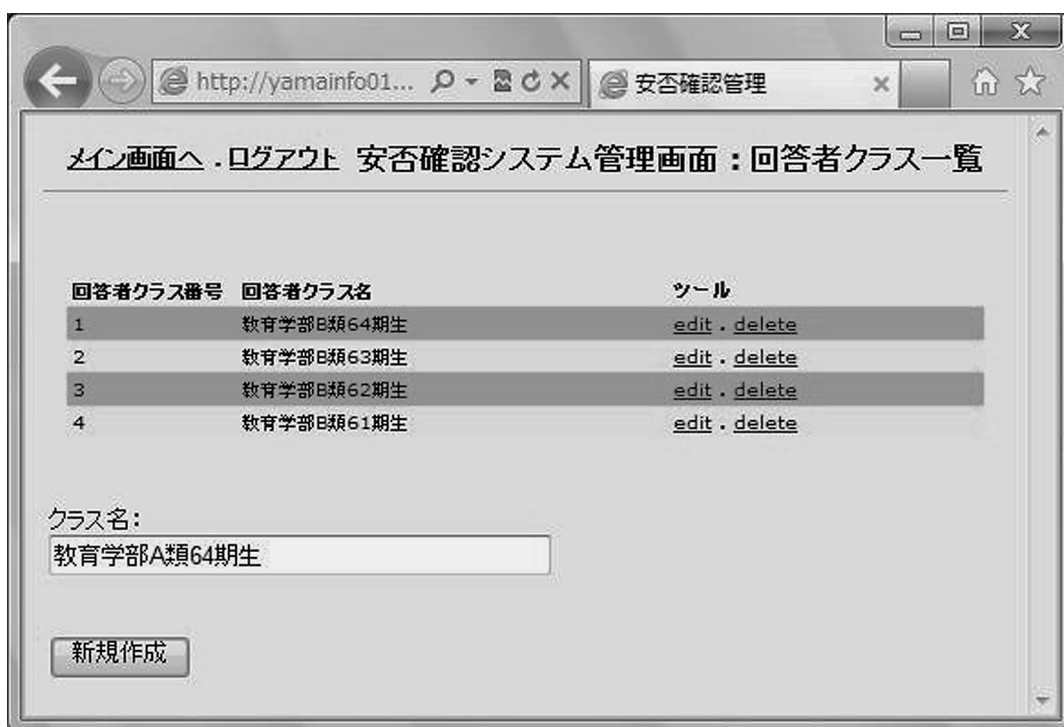 http://yamainfo01... 安否確認管理
メイン画面へ . ログアウト 安否確認システム管理画面：回答者クラス一覧
回答者クラス番号 回答者クラス名 ツール
1 教育学部B類64期生 edit . delete
2 教育学部B類63期生 edit . delete
3 教育学部B類62期生 edit . delete
4 教育学部B類61期生 edit . delete
クラス名：
教育学部A類64期生
新規作成